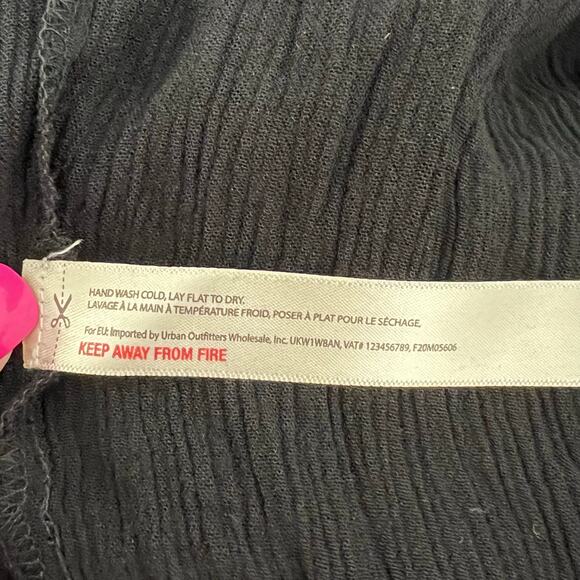 HAND WASH COLD, LAY FLAT TO DRY.
LAVAGE À LA MAIN À TEMPÉRATURE FROID, POSER À PLAT POUR LE SÉCHAGE,
For EU: Imported by Urban Outfitters Wholesale, Inc. UKW1W8AN, VAT# 123456789, F20M05606
KEEP AWAY FROM FIRE